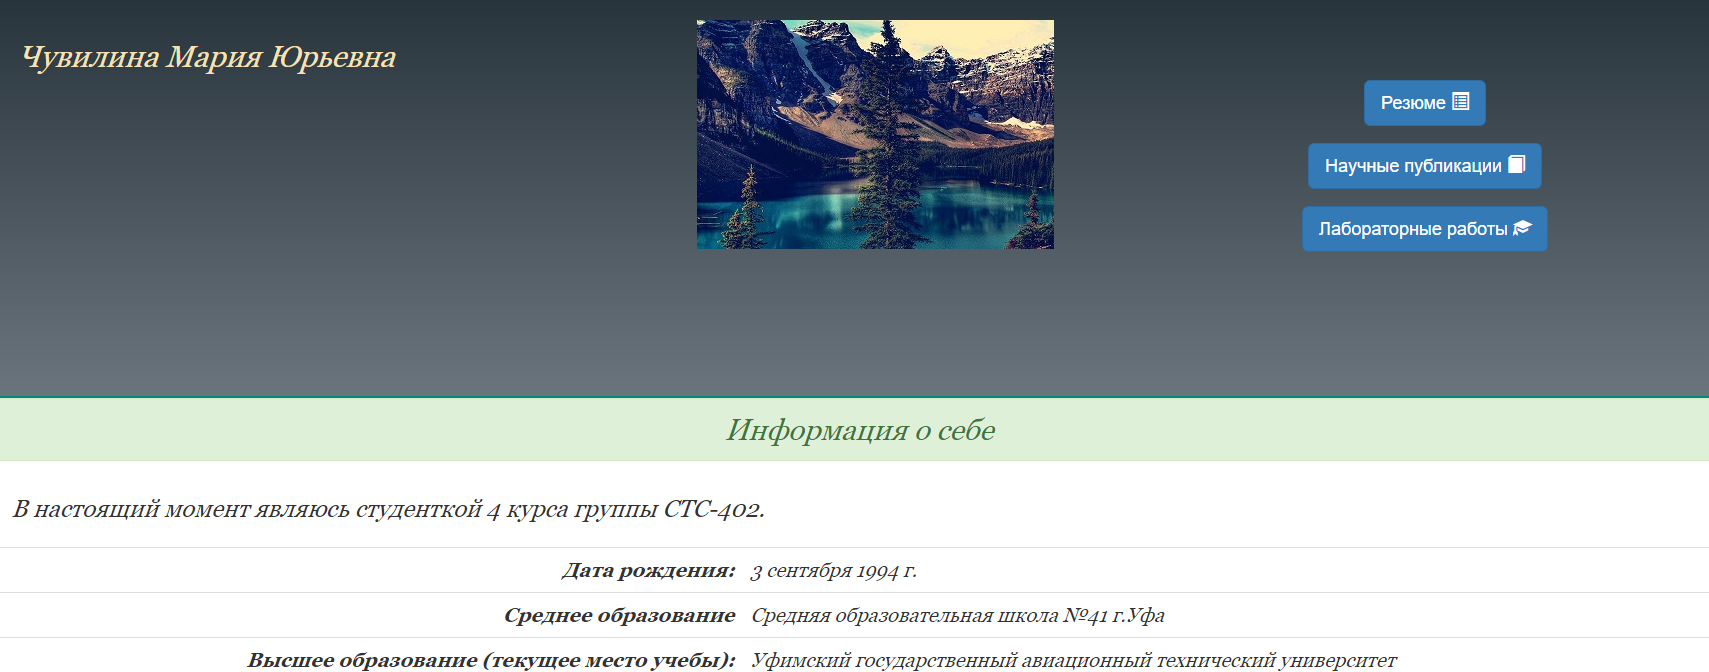 Чувилина Мария Юрьевна
Резюме
Научные публикации
Лабораторные работы
Информация о себе
В настоящий момент являюсь студенткой 4 курса группы СТС-402.
Дата рождения: 3 сентября 1994 г.
Среднее образование Средняя образовательная школа №41 г.Уфа
Высшее образование (текущее место учебы): Уфимский государственный авиационный технический университет